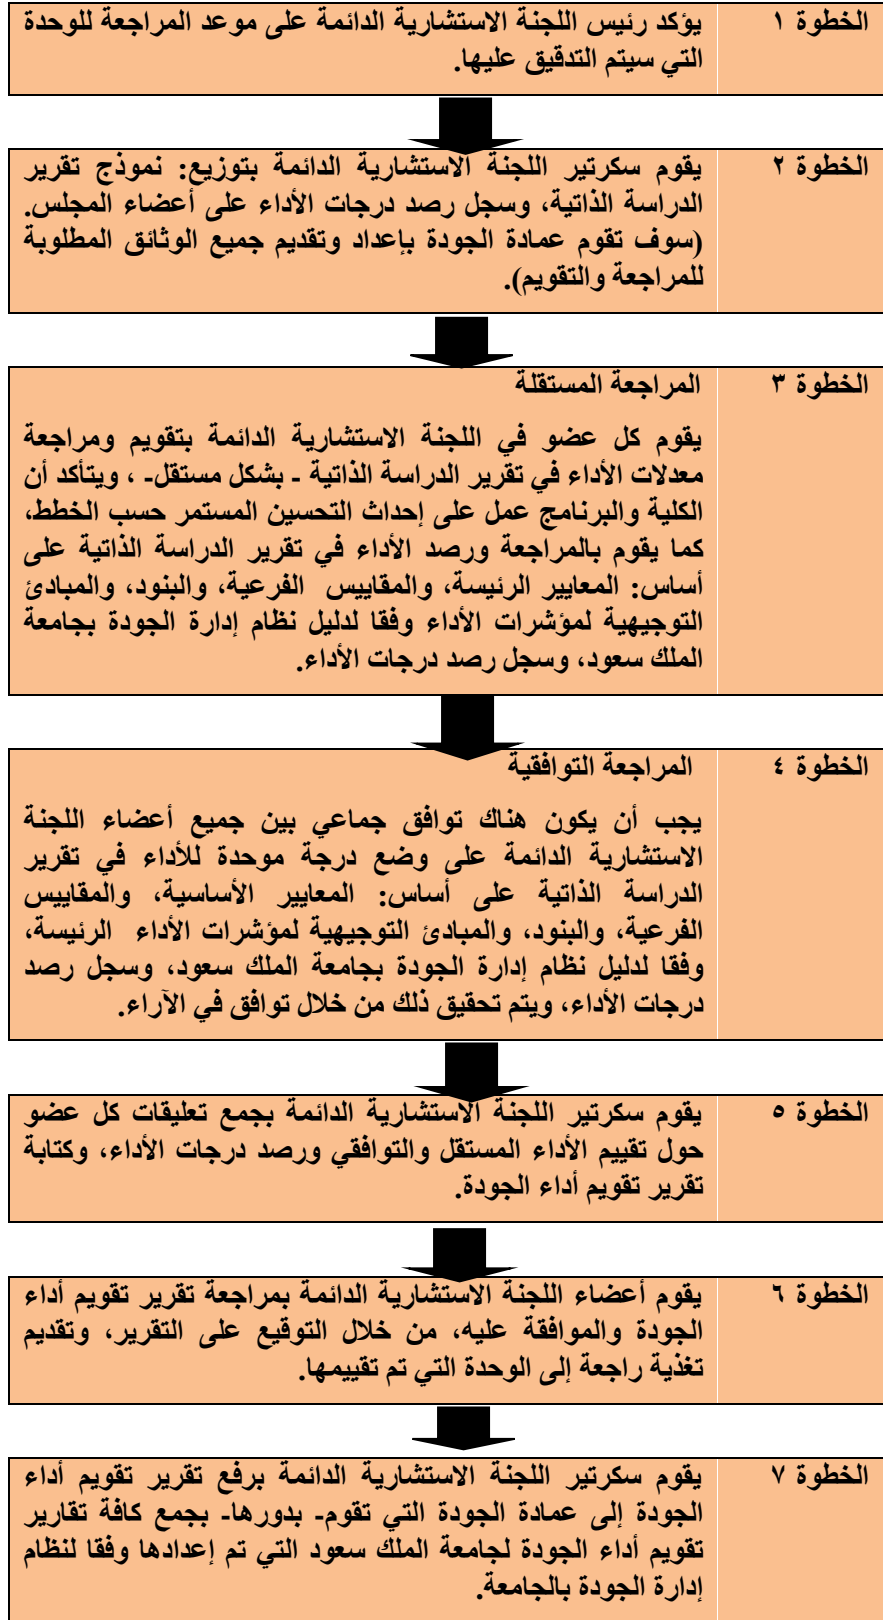 الخطوة ١
يؤكد رئيس اللجنة الاستشارية الدائمة على موعد المراجعة للوحدة
التي سيتم التدقيق عليها.
الخطوة ٢
يقوم سكرتير اللجنة الاستشارية الدائمة بتوزيع: نموذج تقرير
الدراسة الذاتية، وسجل رصد درجات الأداء على أعضاء المجلس.
(سوف تقوم عمادة الجودة بإعداد وتقديم جميع الوثائق المطلوبة
للمراجعة والتقويم).
الخطوة ٣
المراجعة المستقلة
يقوم كل عضو في اللجنة الاستشارية الدائمة بتقويم ومراجعة
معدلات الأداء في تقرير الدراسة الذاتية - بشكل مستقل- ، ويتأكد أن
الكلية والبرنامج عمل على إحداث التحسين المستمر حسب الخطط،
كما يقوم بالمراجعة ورصد الأداء في تقرير الدراسة الذاتية على
أساس: المعايير الرئيسة، والمقاييس الفرعية، والبنود، والمبادئ
التوجيهية لمؤشرات الأداء وفقا لدليل نظام إدارة الجودة بجامعة
الملك سعود، وسجل رصد درجات الأداء.
الخطوة ٤
المراجعة التوافقية
يجب أن يكون هناك توافق جماعي بين جميع أعضاء اللجنة
الاستشارية الدائمة على وضع درجة موحدة للأداء في تقرير
الدراسة الذاتية على أساس: المعايير الأساسية، والمقاييس
الفرعية، والبنود، والمبادئ التوجيهية لمؤشرات الأداء الرئيسة،
وفقا لدليل نظام إدارة الجودة بجامعة الملك سعود، وسجل رصد
درجات الأداء، ويتم تحقيق ذلك من خلال توافق في الآراء.
الخطوة ٥
يقوم سكرتير اللجنة الاستشارية الدائمة بجمع تعليقات كل عضو
حول تقييم الأداء المستقل والتوافقي ورصد درجات الأداء، وكتابة
تقرير تقويم أداء الجودة.
الخطوة ٦
يقوم أعضاء اللجنة الاستشارية الدائمة بمراجعة تقرير تقويم أداء
الجودة والموافقة عليه، من خلال التوقيع على التقرير، وتقديم
تغذية راجعة إلى الوحدة التي تم تقييمها.
الخطوة ٧
يقوم سكرتير اللجنة الاستشارية الدائمة برفع تقرير تقويم أداء
الجودة إلى عمادة الجودة التي تقوم- بدورها- بجمع كافة تقارير
تقويم أداء الجودة لجامعة الملك سعود التي تم إعدادها وفقا لنظام
إدارة الجودة بالجامعة.